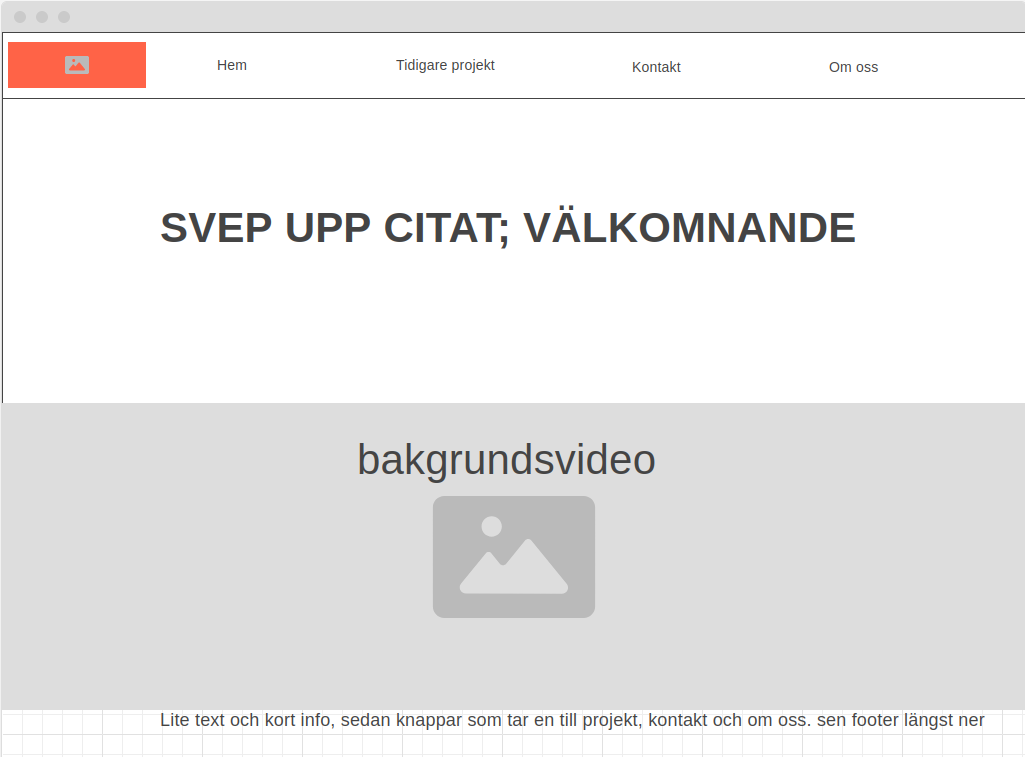 Hem
Tidigare projekt
Kontakt
Om oss
SVEP UPP CITAT; VÄLKOMNANDE
bakgrundsvideo
Lite text och kort info, sedan knappar som tar en till projekt, kontakt och om oss. sen footer längst ner